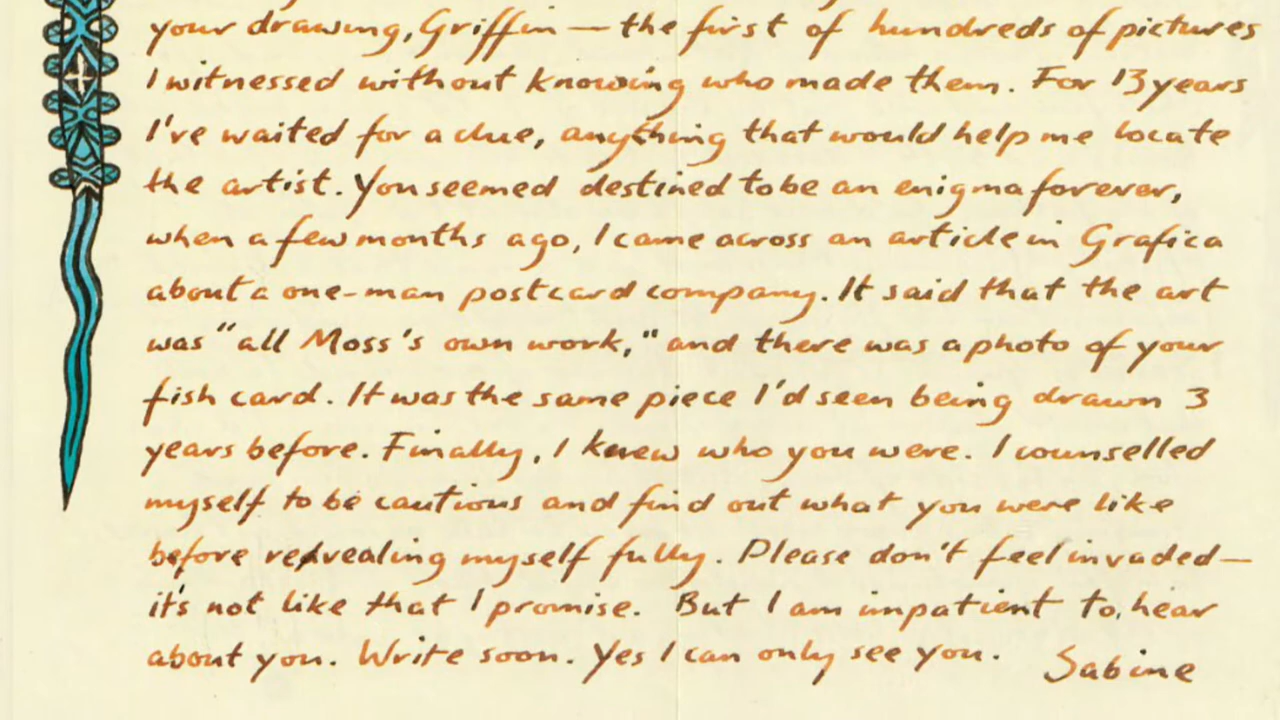 your drawing, Griffin — the first of hundreds of pictures
I witnessed without knowing who made them. For 13 years
I've waited for a clue, anything that would help me locate
the artist. You seemed destined to be an enigma forever,
when a few months ago, I came across an article in Grafica
about a one-man postcard company. It said that the art
was "all Moss's own work," and there was a photo of your
fish card. It was the same piece I'd seen being drawn 3
years before. Finally, I knew who you were. I counselled
myself to be cautious and find out what you were like
before revealing myself fully. Please don't feel invaded—
it's not like that I promise. But I am impatient to hear
about you. Write soon. Yes I can only see you.
Sabine